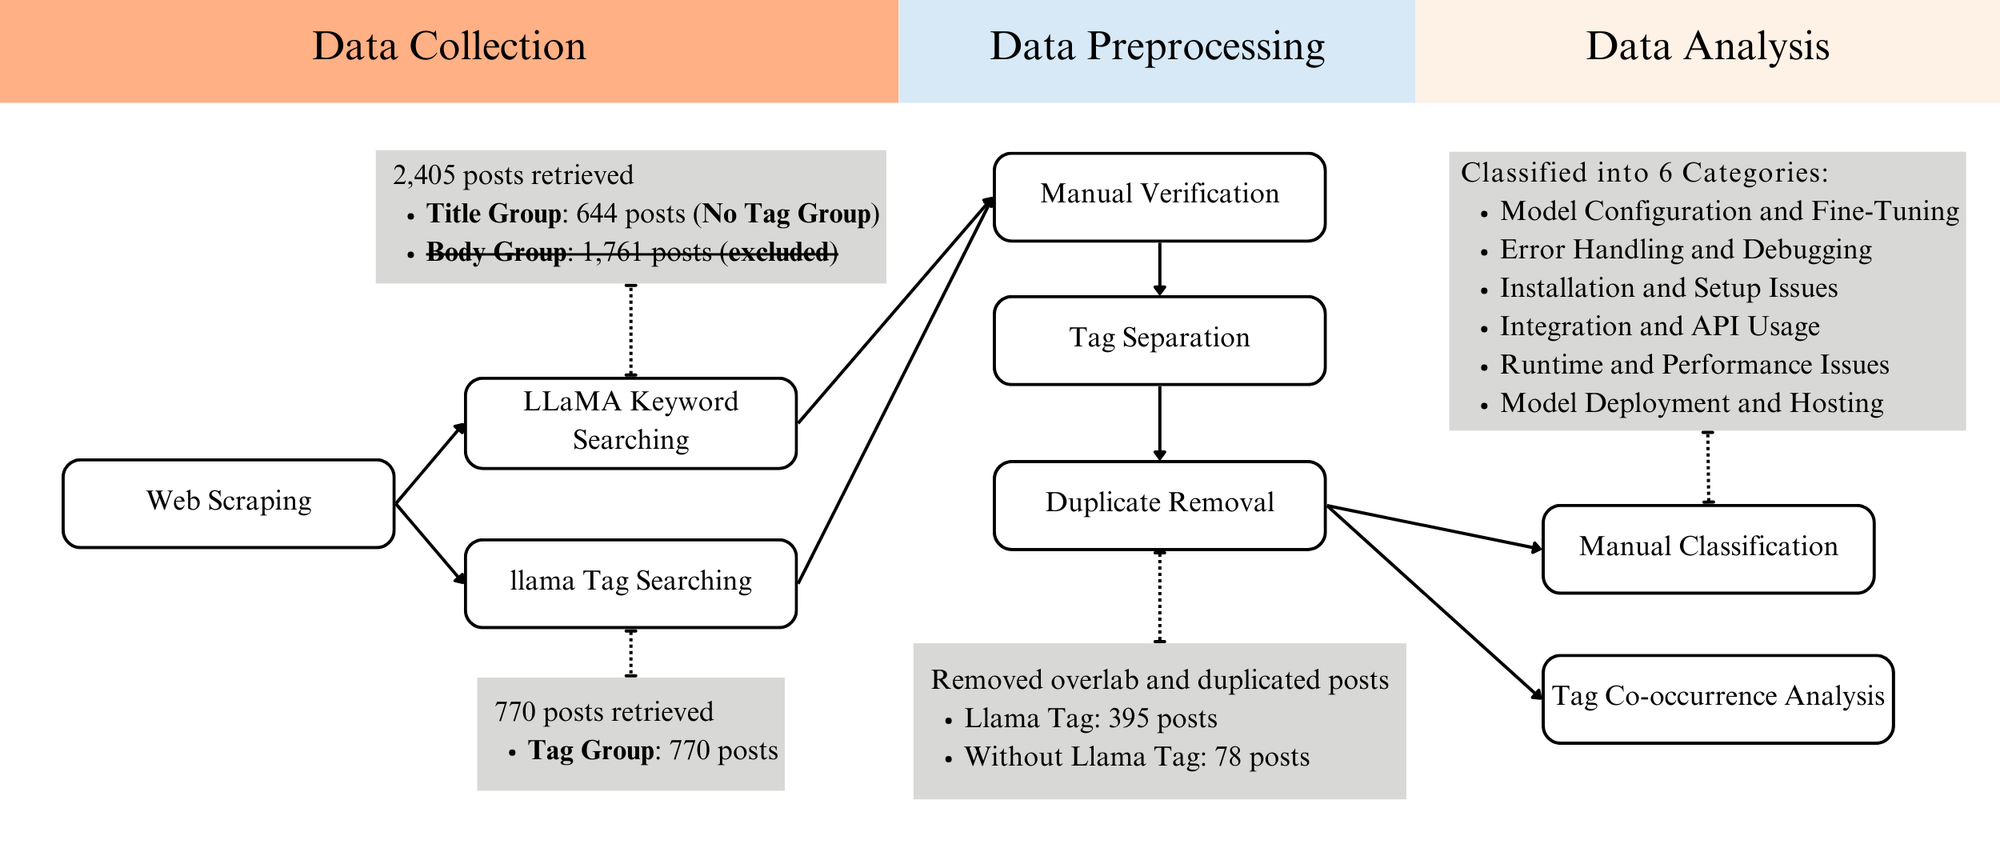 Data Collection
Data Preprocessing
Data Analysis
2,405 posts retrieved
• Title Group: 644 posts (No Tag Group)
• Body Group: 1,761 posts (excluded)
LLaMA Keyword
Searching
Web Scraping
llama Tag Searching
770 posts retrieved
• Tag Group: 770 posts
Manual Verification
Tag Separation
Duplicate Removal
Removed overlab and duplicated posts
• Llama Tag: 395 posts
• Without Llama Tag: 78 posts
Classified into 6 Categories:
• Model Configuration and Fine-Tuning
• Error Handling and Debugging
• Installation and Setup Issues
• Integration and API Usage
• Runtime and Performance Issues
• Model Deployment and Hosting
Manual Classification
Tag Co-occurrence Analysis